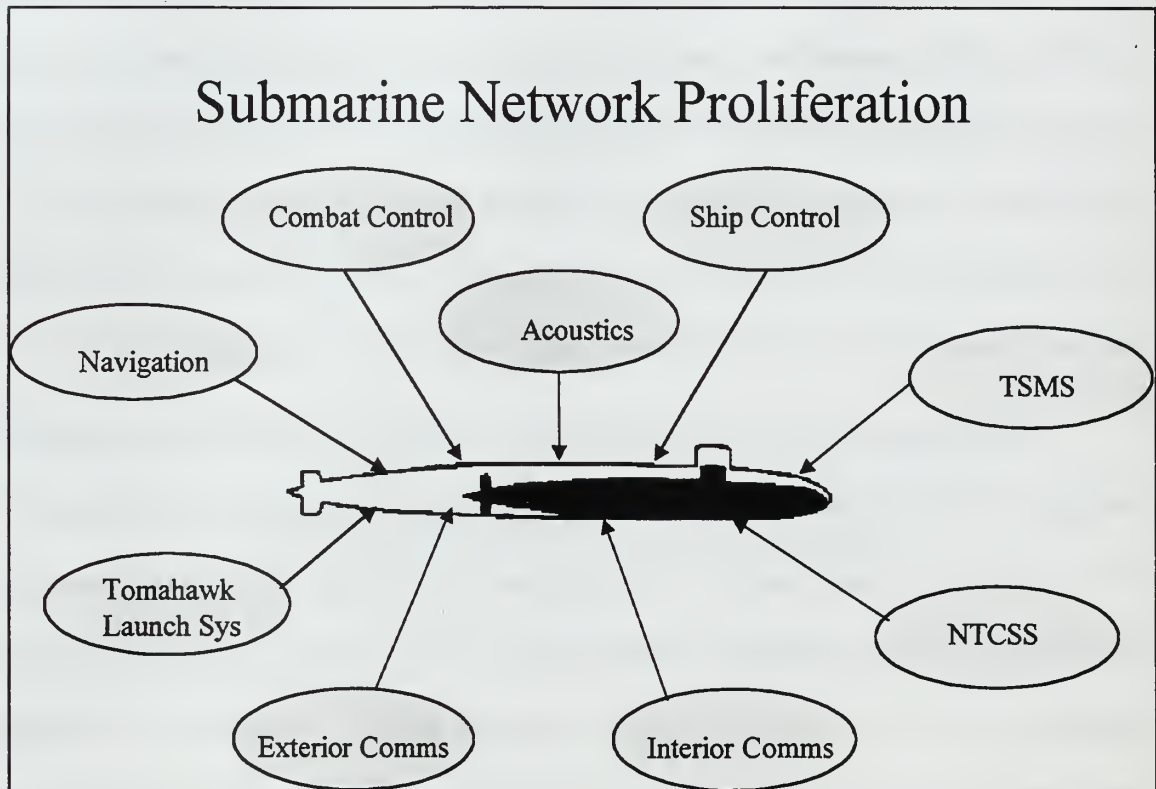 Submarine Network Proliferation
Combat Control
Ship Control
Acoustics
Navigation
TSMS
Tomahawk
Launch Sys
NTCSS
Exterior Comms
Interior Comms